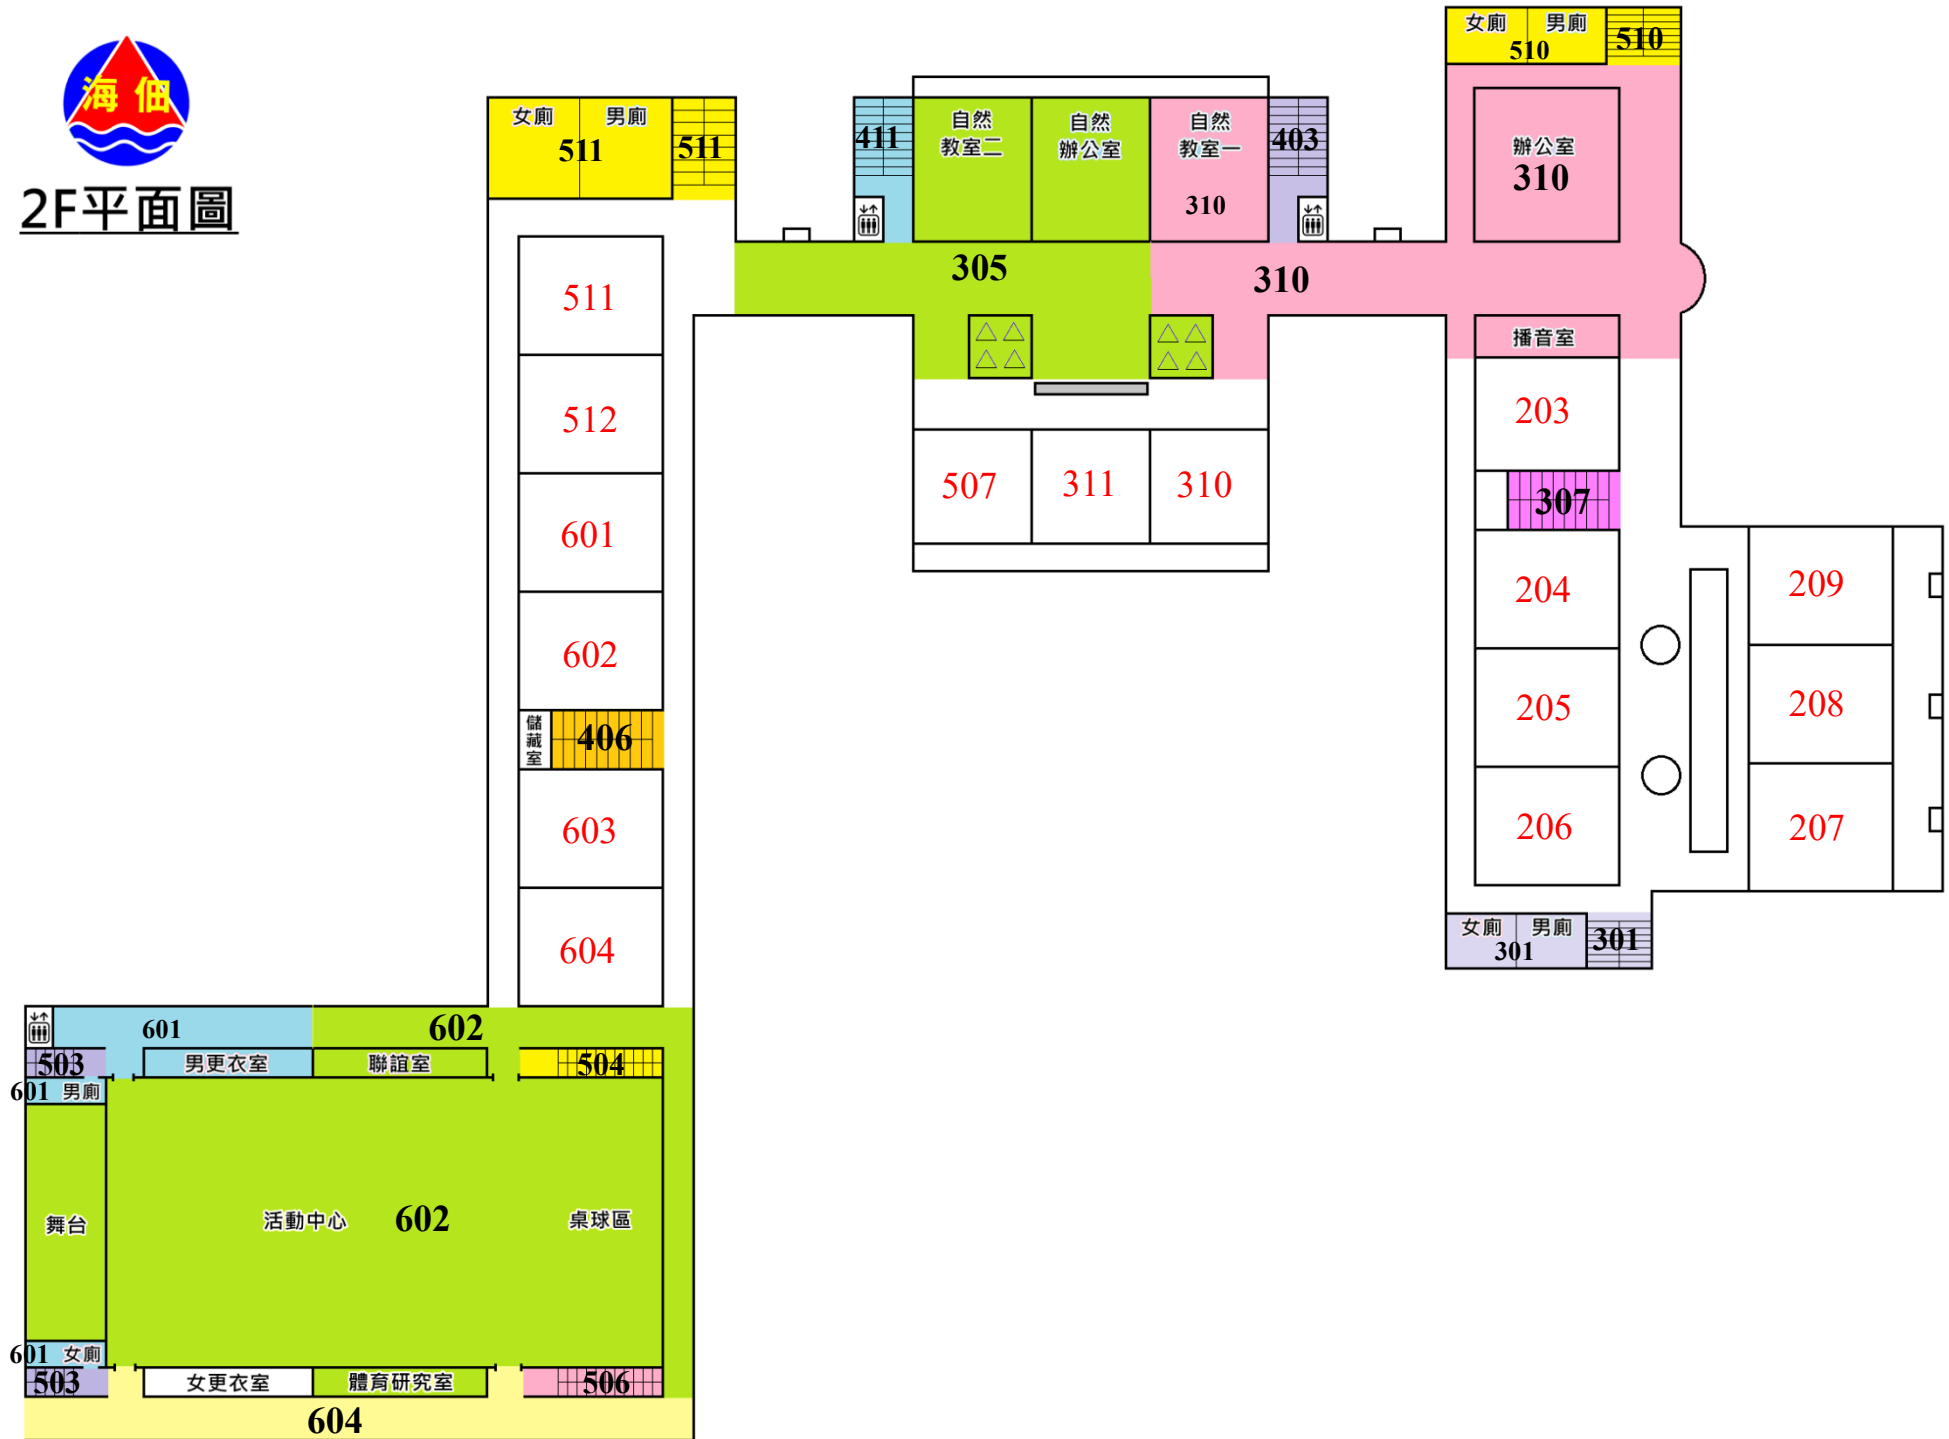 海佃
2F平面圖
女廁 男廁
511
511
411
自然
教室二
自然
辦公室
自然
教室一
310
403
女廁 男廁
510
510
辦公室
310
305
310
播音室
511
512
601
602
儲藏室
406
603
604
507
311
310
203
307
204
205
206
209
208
207
女廁 男廁
301
301
601
602
503
男更衣室
聯誼室
504
601 男廁
舞台
活動中心
602
桌球區
601 女廁
503
女更衣室
體育研究室
506
604